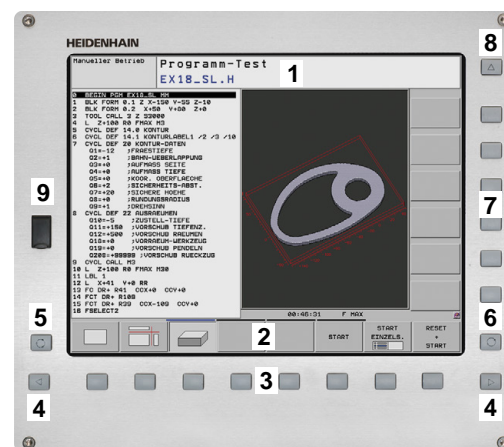 HEIDENHAIN
Manueller Betrieb
Programm-Test
EX18_SL.H
1
0 BEGIN PGM EX18_SL MM
1 BLK FORM 0.1 Z X-150 Y-55 Z-10
2 BLK FORM 0.2 X+50 Y+80 Z+0
3 TOOL CALL 3 Z S3000
4 L Z+100 R0 FMAX M3
5 CYCL DEF 14.0 KONTUR
6 CYCL DEF 14.1 KONTURLABEL1 /2 /3 /10
7 CYCL DEF 20 KONTUR-DATEN
Q1=-12 ;FRAESTIEFE
Q2=+1 ;BAHN-UEBERLAPPUNG
Q3=+0 ;AUFMASS SEITE
Q4=+0 ;AUFMASS TIEFE
Q5=+0 ;KOOR. OBERFLAECHE
Q6=+2 ;SICHERHEITS-ABST.
Q7=+20 ;SICHERE HOEHE
Q8=+0 ;RUNDUNGSRADIUS
Q9=+1 ;DREHSINN
8 CYCL DEF 22 AUSRAEUMEN
Q10=-5 ;ZUSTELL-TIEFE
Q11=+150 ;VORSCHUB TIEFENZ.
Q12=+500 ;VORSCHUB RAEUMEN
Q18=+0 ;VORRAEUM-WERKZEUG
Q19=+0 ;VORSCHUB PENDELN
Q208=+99999 ;VORSCHUB RUECKZUG
9 CYCL CALL M3
10 L Z+100 R0 FMAX M30
11 LBL 1
12 L X+41 Y+0 RR
13 FC DR+ R41 CCX+0 CCY+0
14 FCT DR+ R108
15 FCT DR+ R39 CCX-109 CCY+0
16 FSELECT2
00:46:31 F MAX
2
START
START EINZELS.
RESET + START
3
4
4
5
6
7
8
9